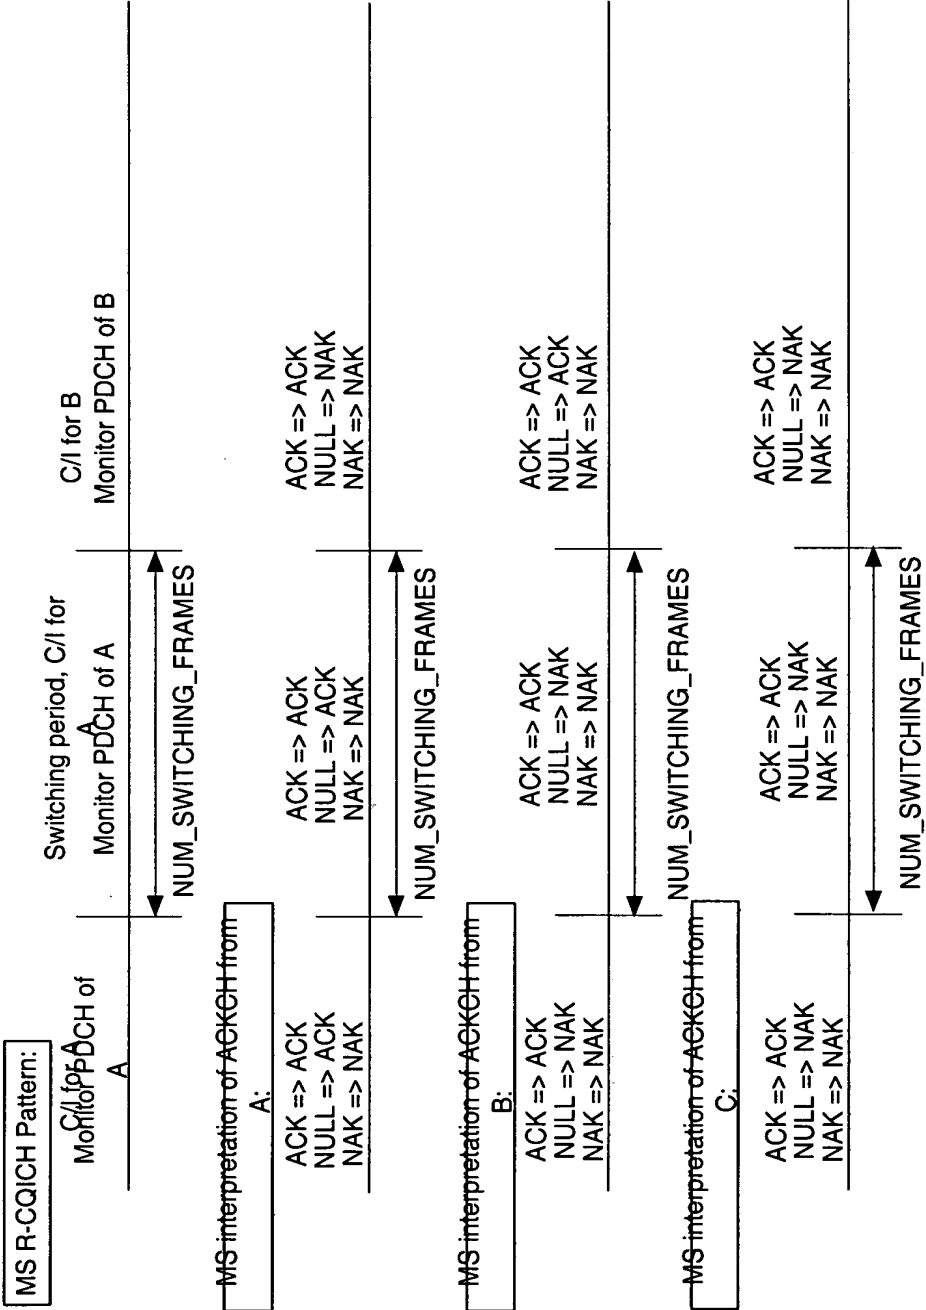 MS R-CQICH Pattern:
C/I for A
Monitor PDCH of
A
Switching period, C/I for
A
Monitor PDCH of A
C/I for B
Monitor PDCH of B
NUM_SWITCHING_FRAMES
MS interpretation of ACKCH from
A:
ACK => ACK
NULL => ACK
NAK => NAK
ACK => ACK
NULL => ACK
NAK => NAK
ACK => ACK
NULL => NAK
NAK => NAK
NUM_SWITCHING_FRAMES
MS interpretation of ACKCH from
B:
ACK => ACK
NULL => NAK
NAK => NAK
ACK => ACK
NULL => NAK
NAK => NAK
ACK => ACK
NULL => ACK
NAK => NAK
NUM_SWITCHING_FRAMES
MS interpretation of ACKCH from
C:
ACK => ACK
NULL => NAK
NAK => NAK
ACK => ACK
NULL => NAK
NAK => NAK
ACK => ACK
NULL => NAK
NAK => NAK
NUM_SWITCHING_FRAMES